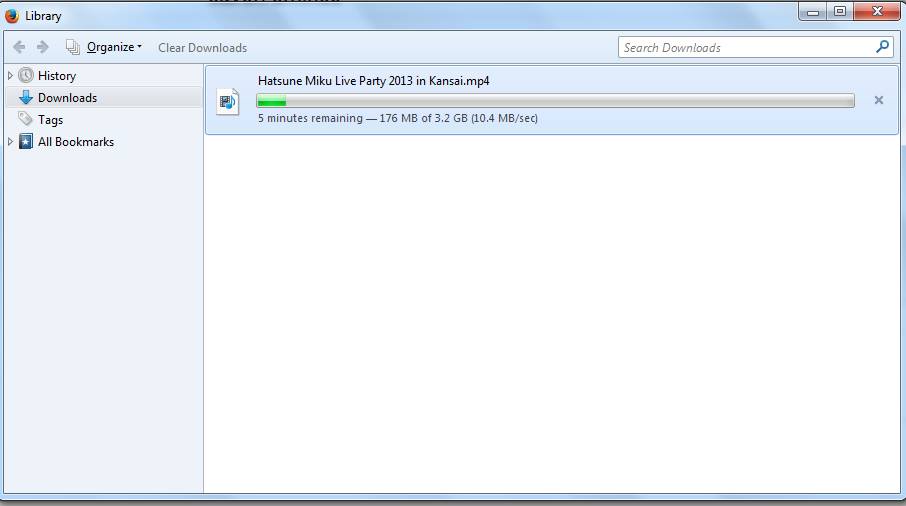 Library
Organize
Clear Downloads
Search Downloads
History
Downloads
Tags
All Bookmarks
Hatsune Miku Live Party 2013 in Kansai.mp4
5 minutes remaining — 176 MB of 3.2 GB (10.4 MB/sec)